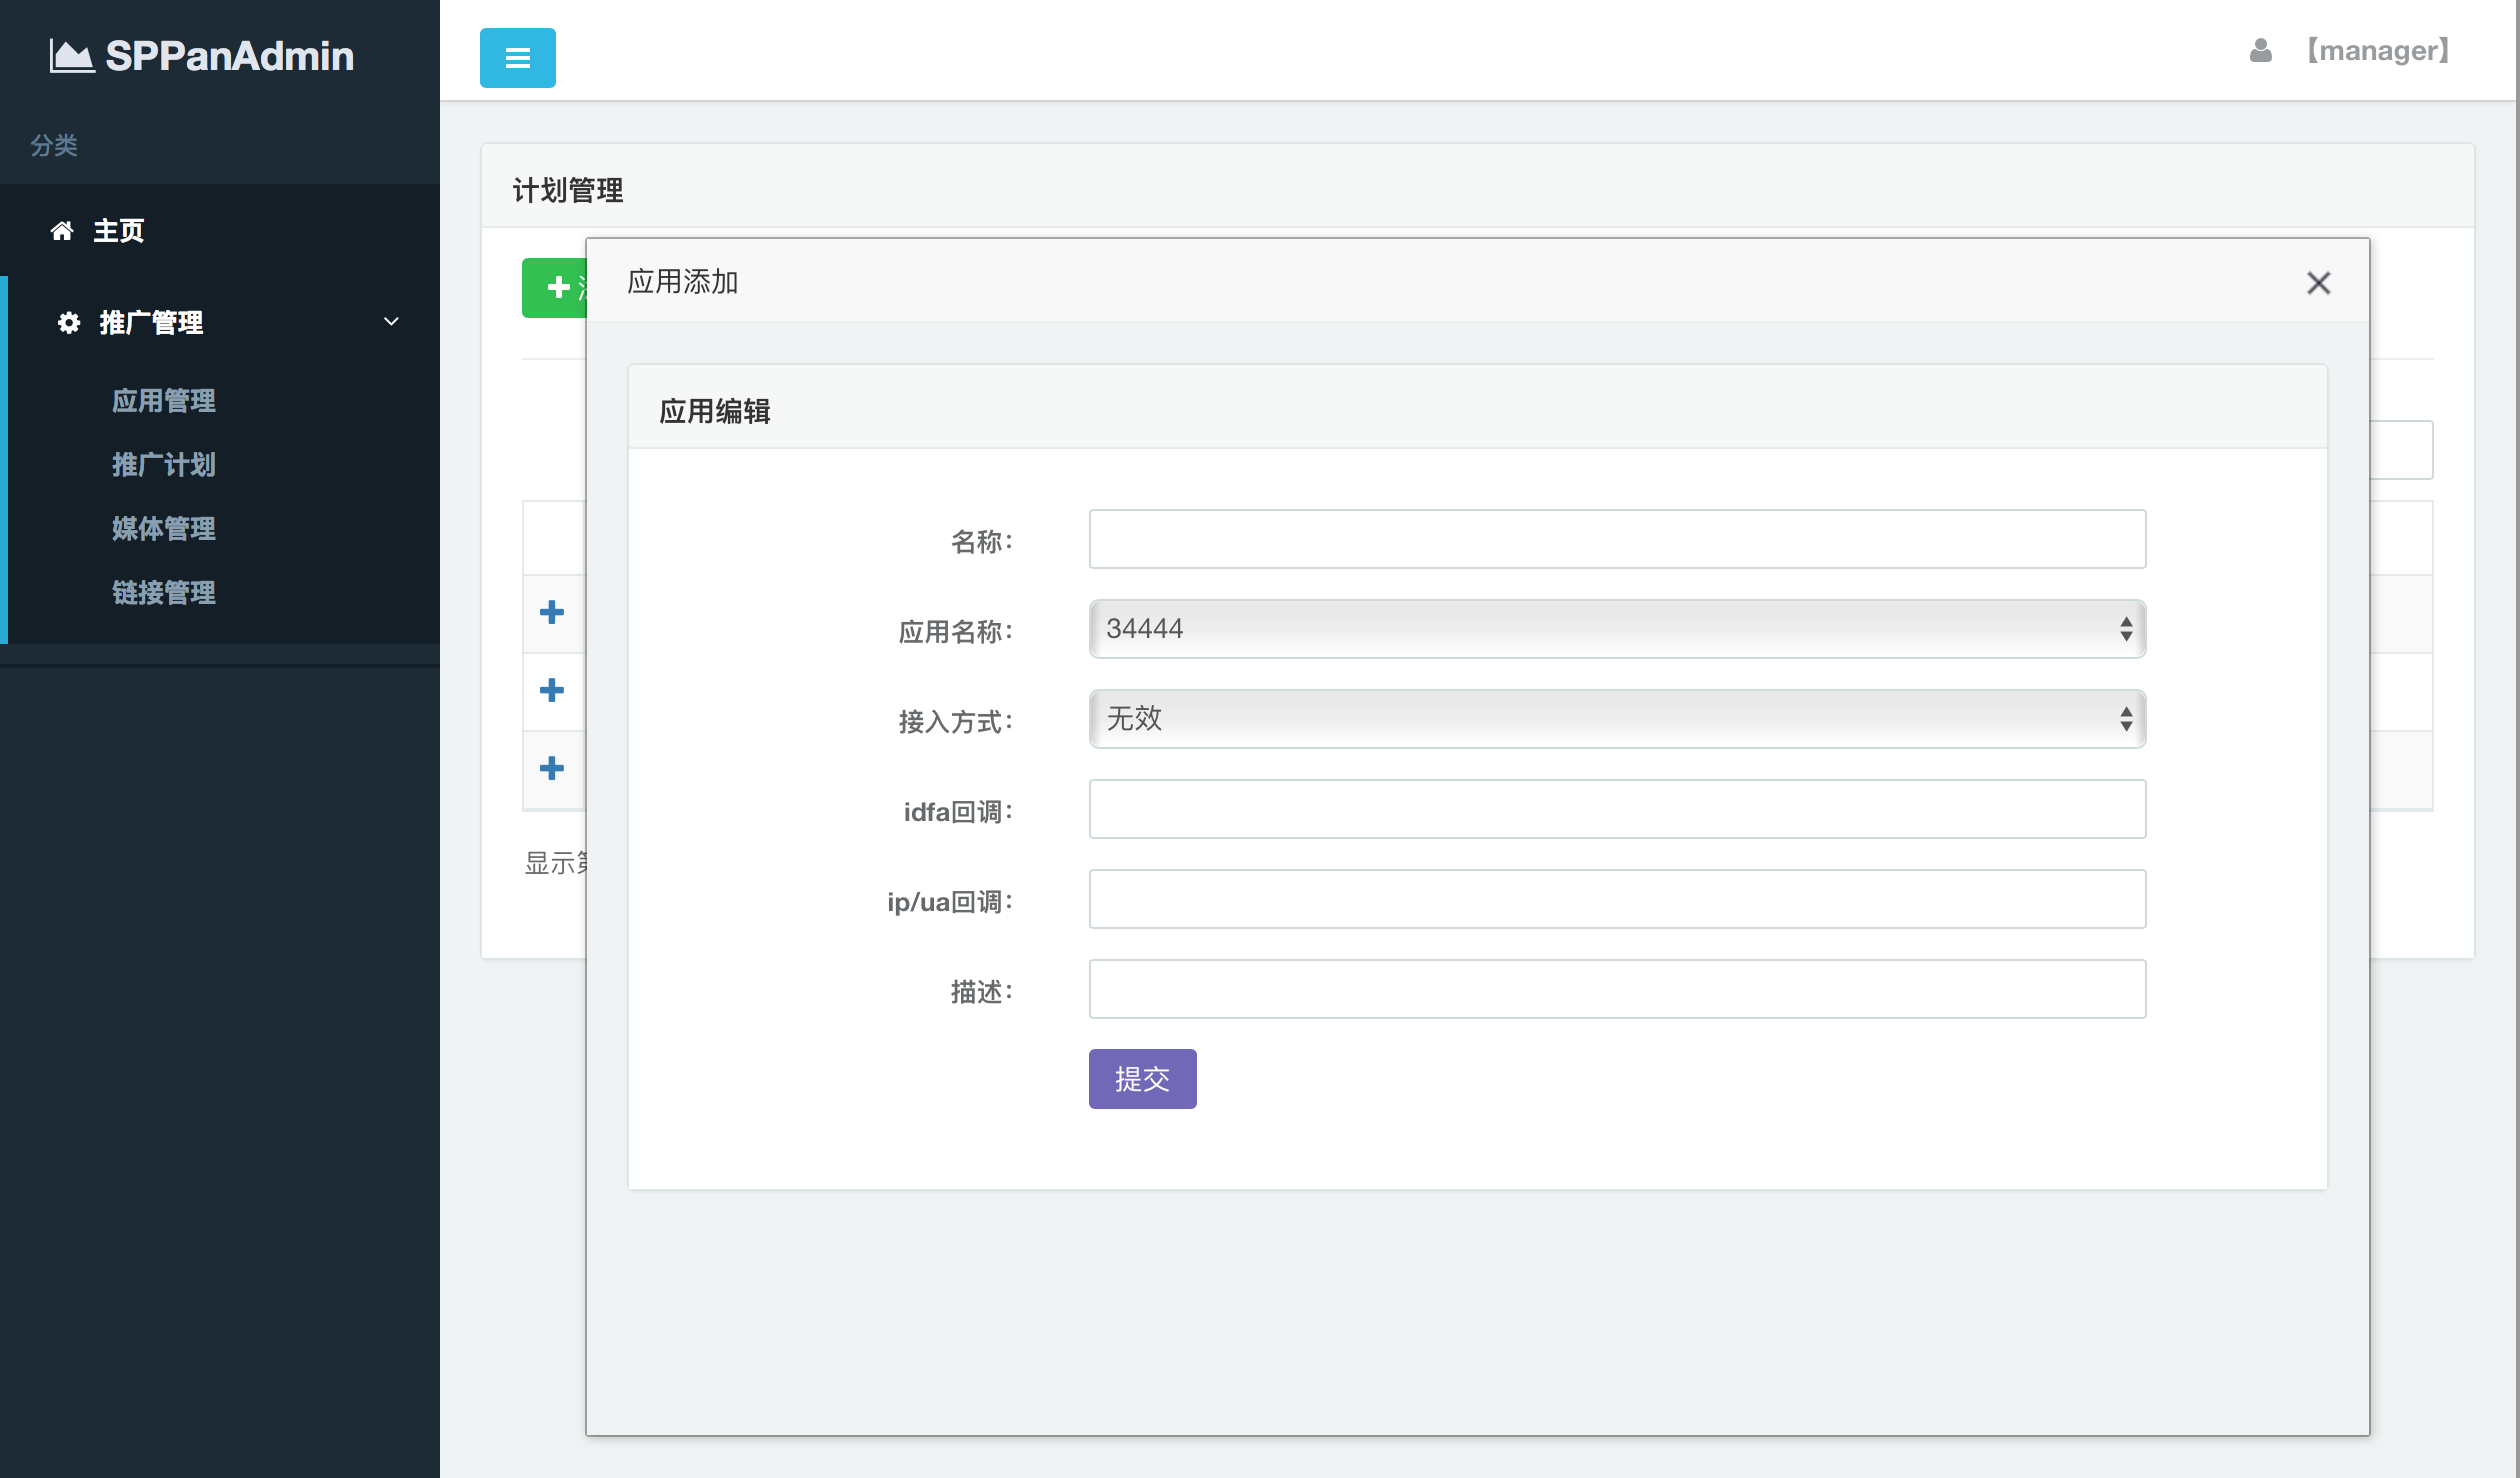 SPPanAdmin
分类
主页
推广管理
应用管理
推广计划
媒体管理
链接管理
【manager】
计划管理
应用添加
应用编辑
名称：
应用名称：
34444
接入方式：
无效
idfa回调：
ip/ua回调：
描述：
提交
显示